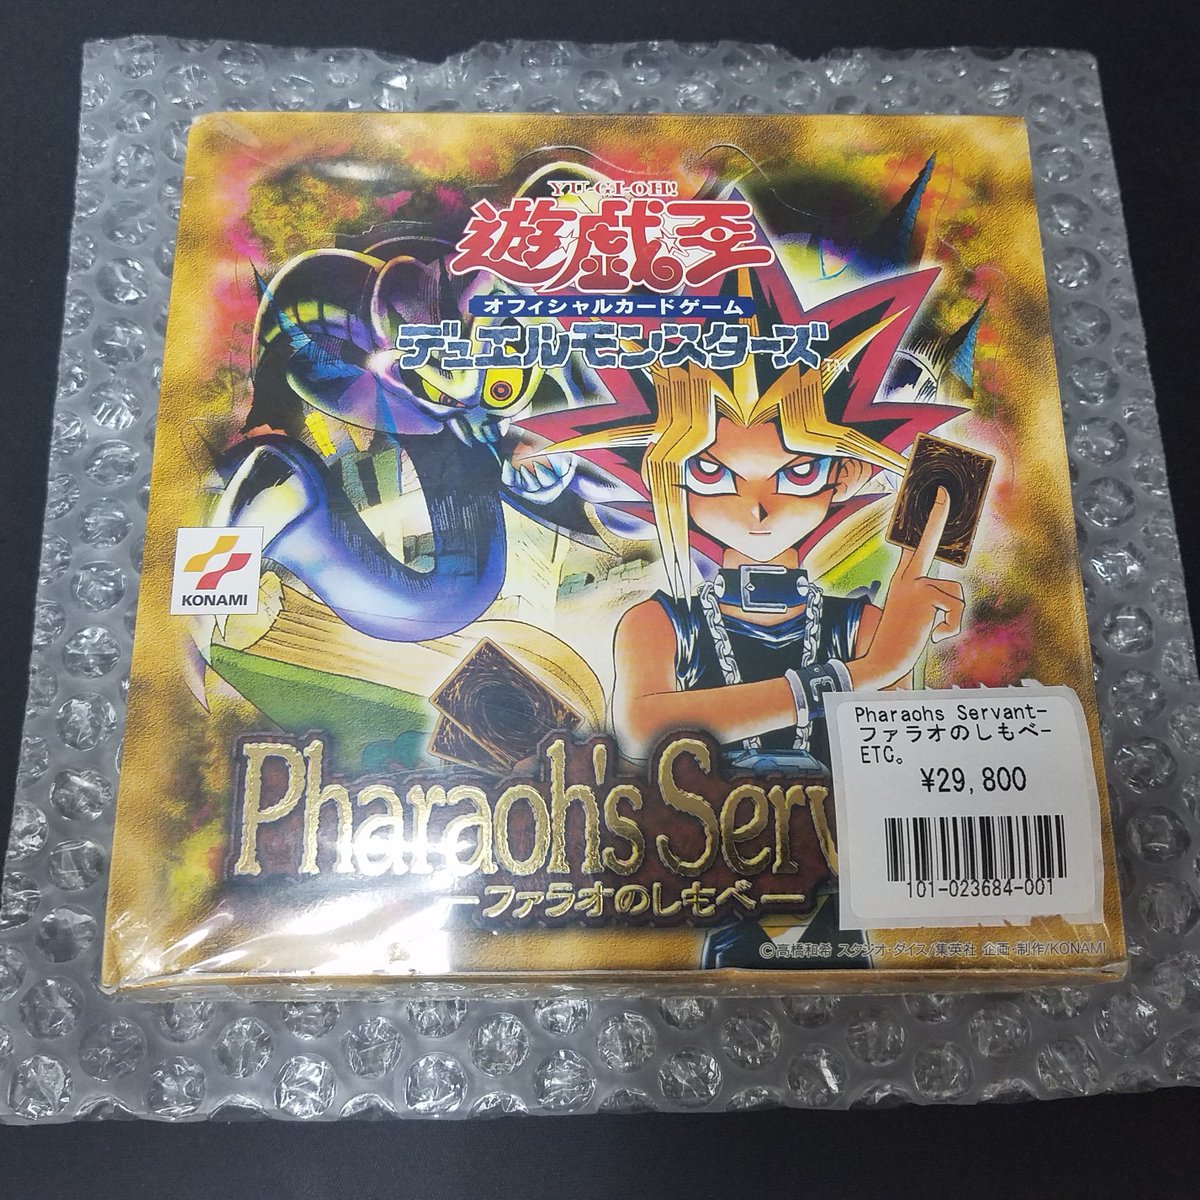 YU-GI-OH!
遊戯王
オフィシャルカードゲーム
デュエルモンスターズ™
KONAMI
Pharaoh's Serv
ーファラオのしもべー
Pharaohs Servant-
ファラオのしもべ-
ETC。
¥29,800
101-023684-001
©高橋和希 スタジオ・ダイス/集英社 企画・制作/KONAMI